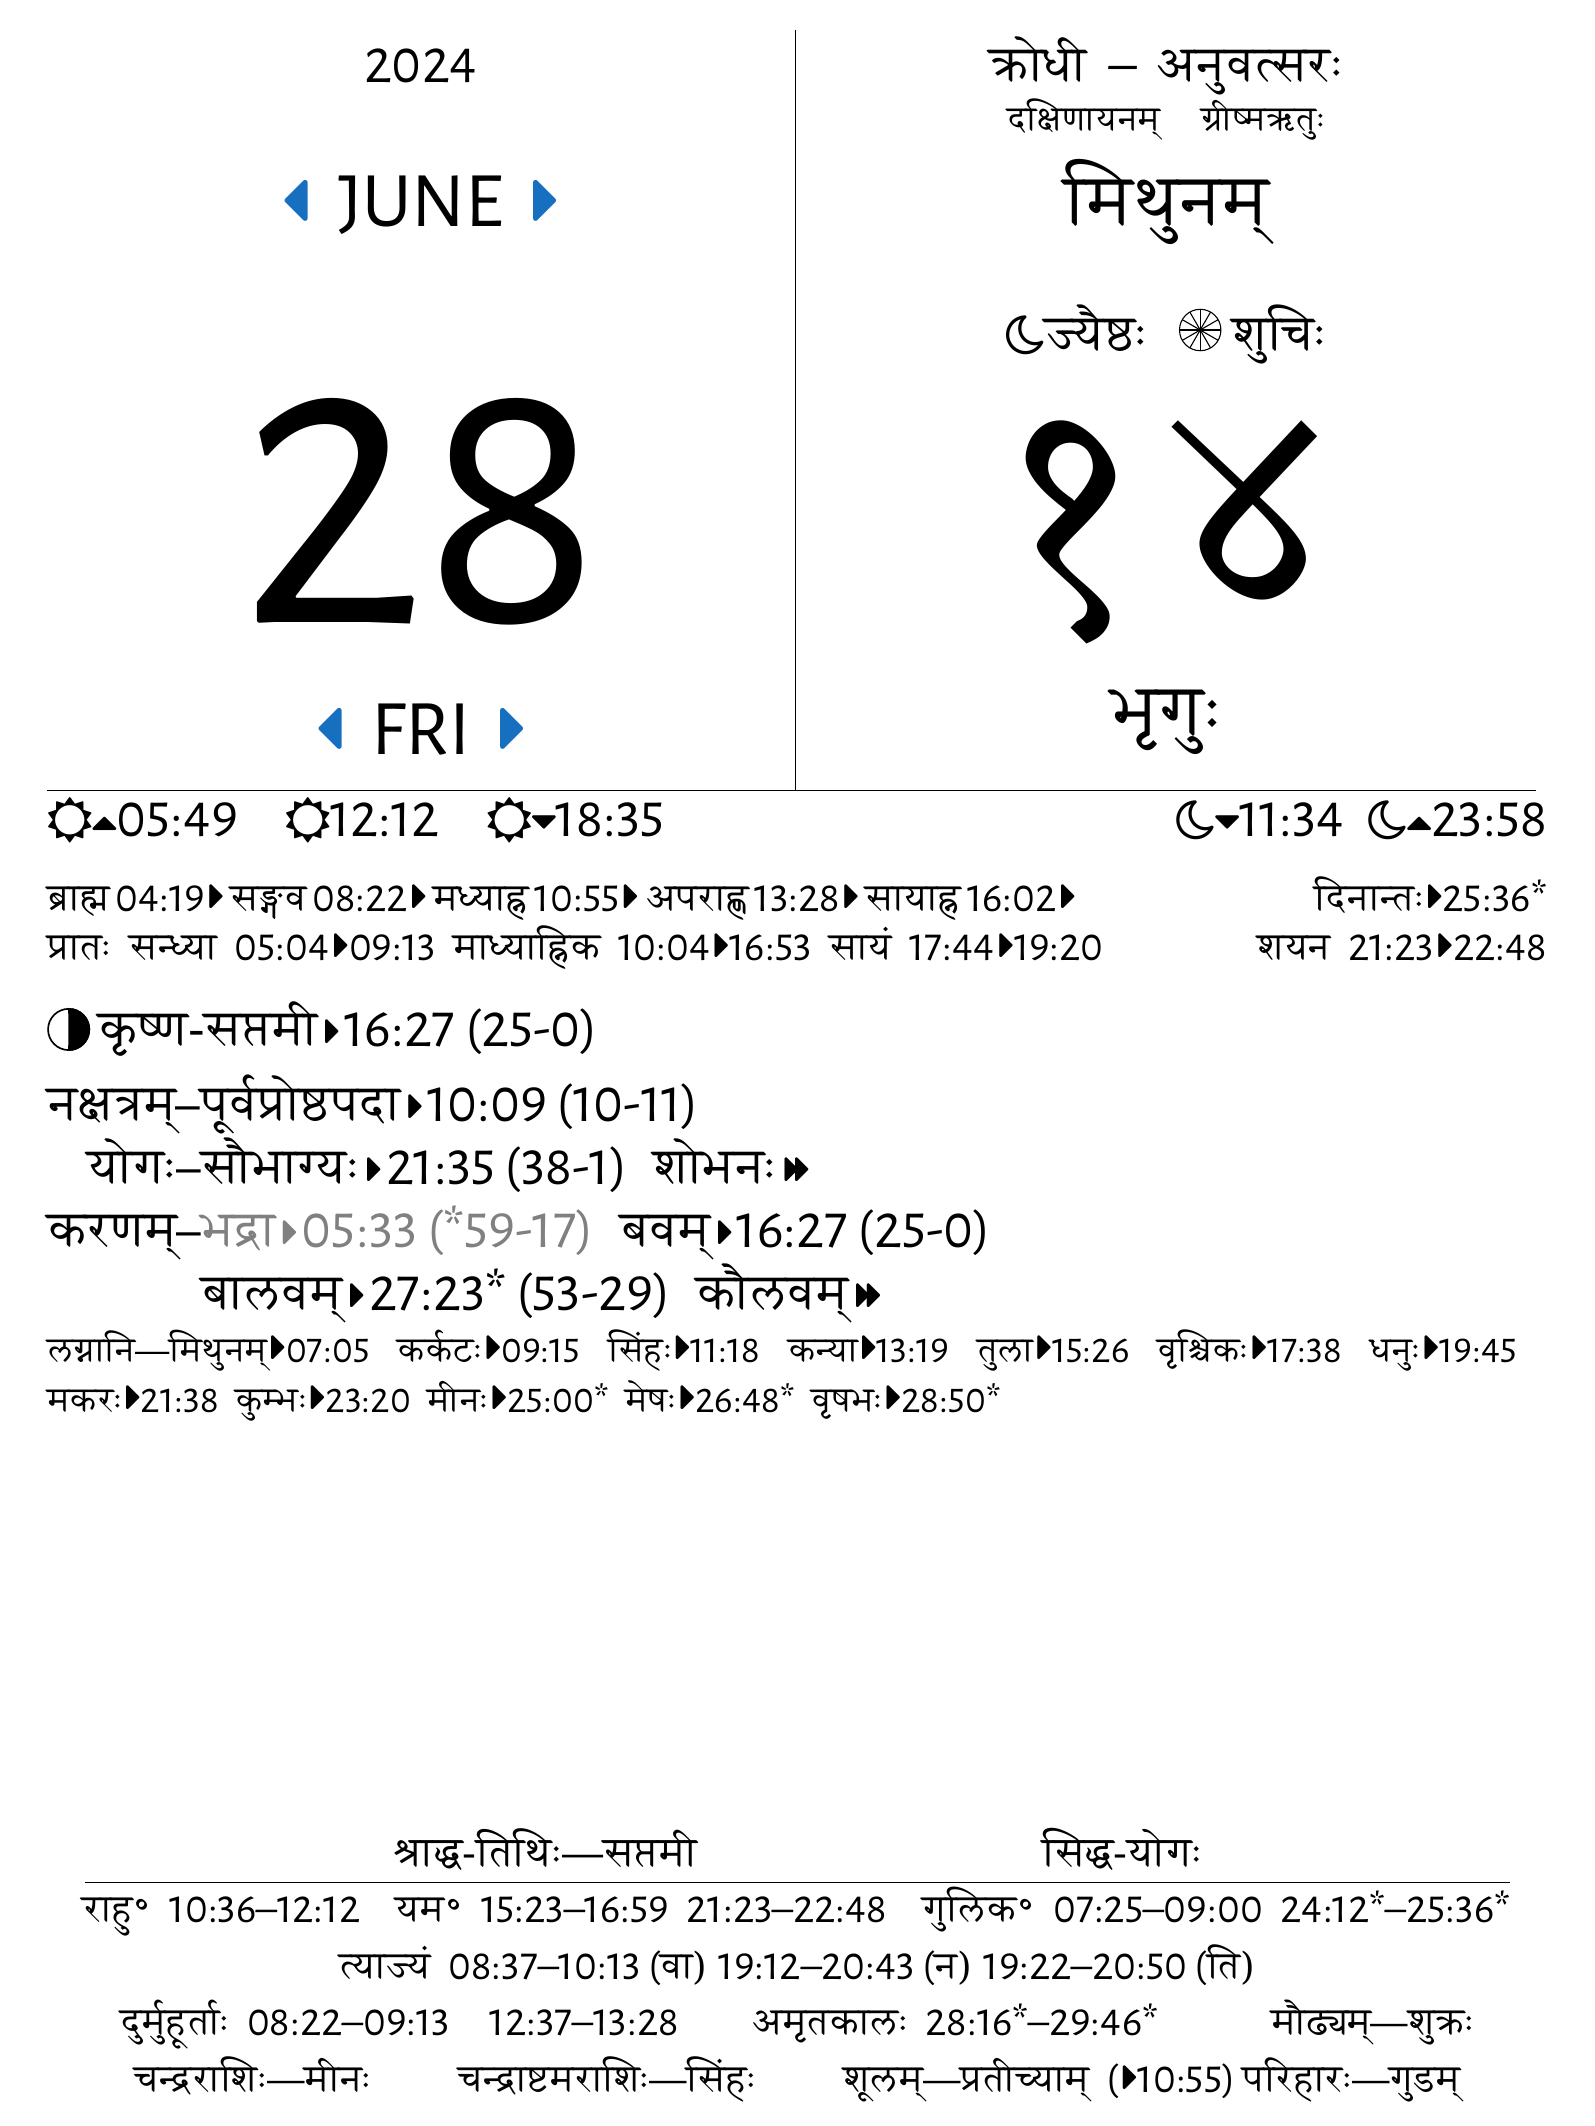 2024
JUNE
28
FRI
क्रोधी – अनुवत्सरः
दक्षिणायनम् ग्रीष्मऋतुः
मिथुनम्
ज्यैष्ठः शुचिः
१४
भृगुः
05:49 12:12 18:35 11:34 23:58
ब्राह्म 04:19 सङ्गव 08:22 मध्याह्न 10:55 अपराह्ण 13:28 सायाह्न 16:02 दिनान्तः 25:36*
प्रातः सन्ध्या 05:04 09:13 माध्याह्निक 10:04 16:53 सायं 17:44 19:20 शयन 21:23 22:48
कृष्ण-सप्तमी 16:27 (25-0)
नक्षत्रम्–पूर्वप्रोष्ठपदा 10:09 (10-11)
योगः–सौभाग्यः 21:35 (38-1) शोभनः
करणम्–भद्रा 05:33 (*59-17) बवम् 16:27 (25-0)
बालवम् 27:23* (53-29) कौलवम्
लग्नानि—मिथुनम् 07:05 कर्कटः 09:15 सिंहः 11:18 कन्या 13:19 तुला 15:26 वृश्चिकः 17:38 धनुः 19:45
मकरः 21:38 कुम्भः 23:20 मीनः 25:00* मेषः 26:48* वृषभः 28:50*
श्राद्ध-तिथिः—सप्तमी सिद्ध-योगः
राहु॰ 10:36–12:12 यम॰ 15:23–16:59 21:23–22:48 गुलिक॰ 07:25–09:00 24:12*–25:36*
त्याज्यं 08:37–10:13 (वा) 19:12–20:43 (न) 19:22–20:50 (ति)
दुर्मुहूर्ताः 08:22–09:13 12:37–13:28 अमृतकालः 28:16*–29:46* मौढ्यम्—शुक्रः
चन्द्रराशिः—मीनः चन्द्राष्टमराशिः—सिंहः शूलम्—प्रतीच्याम् (10:55) परिहारः—गुडम्